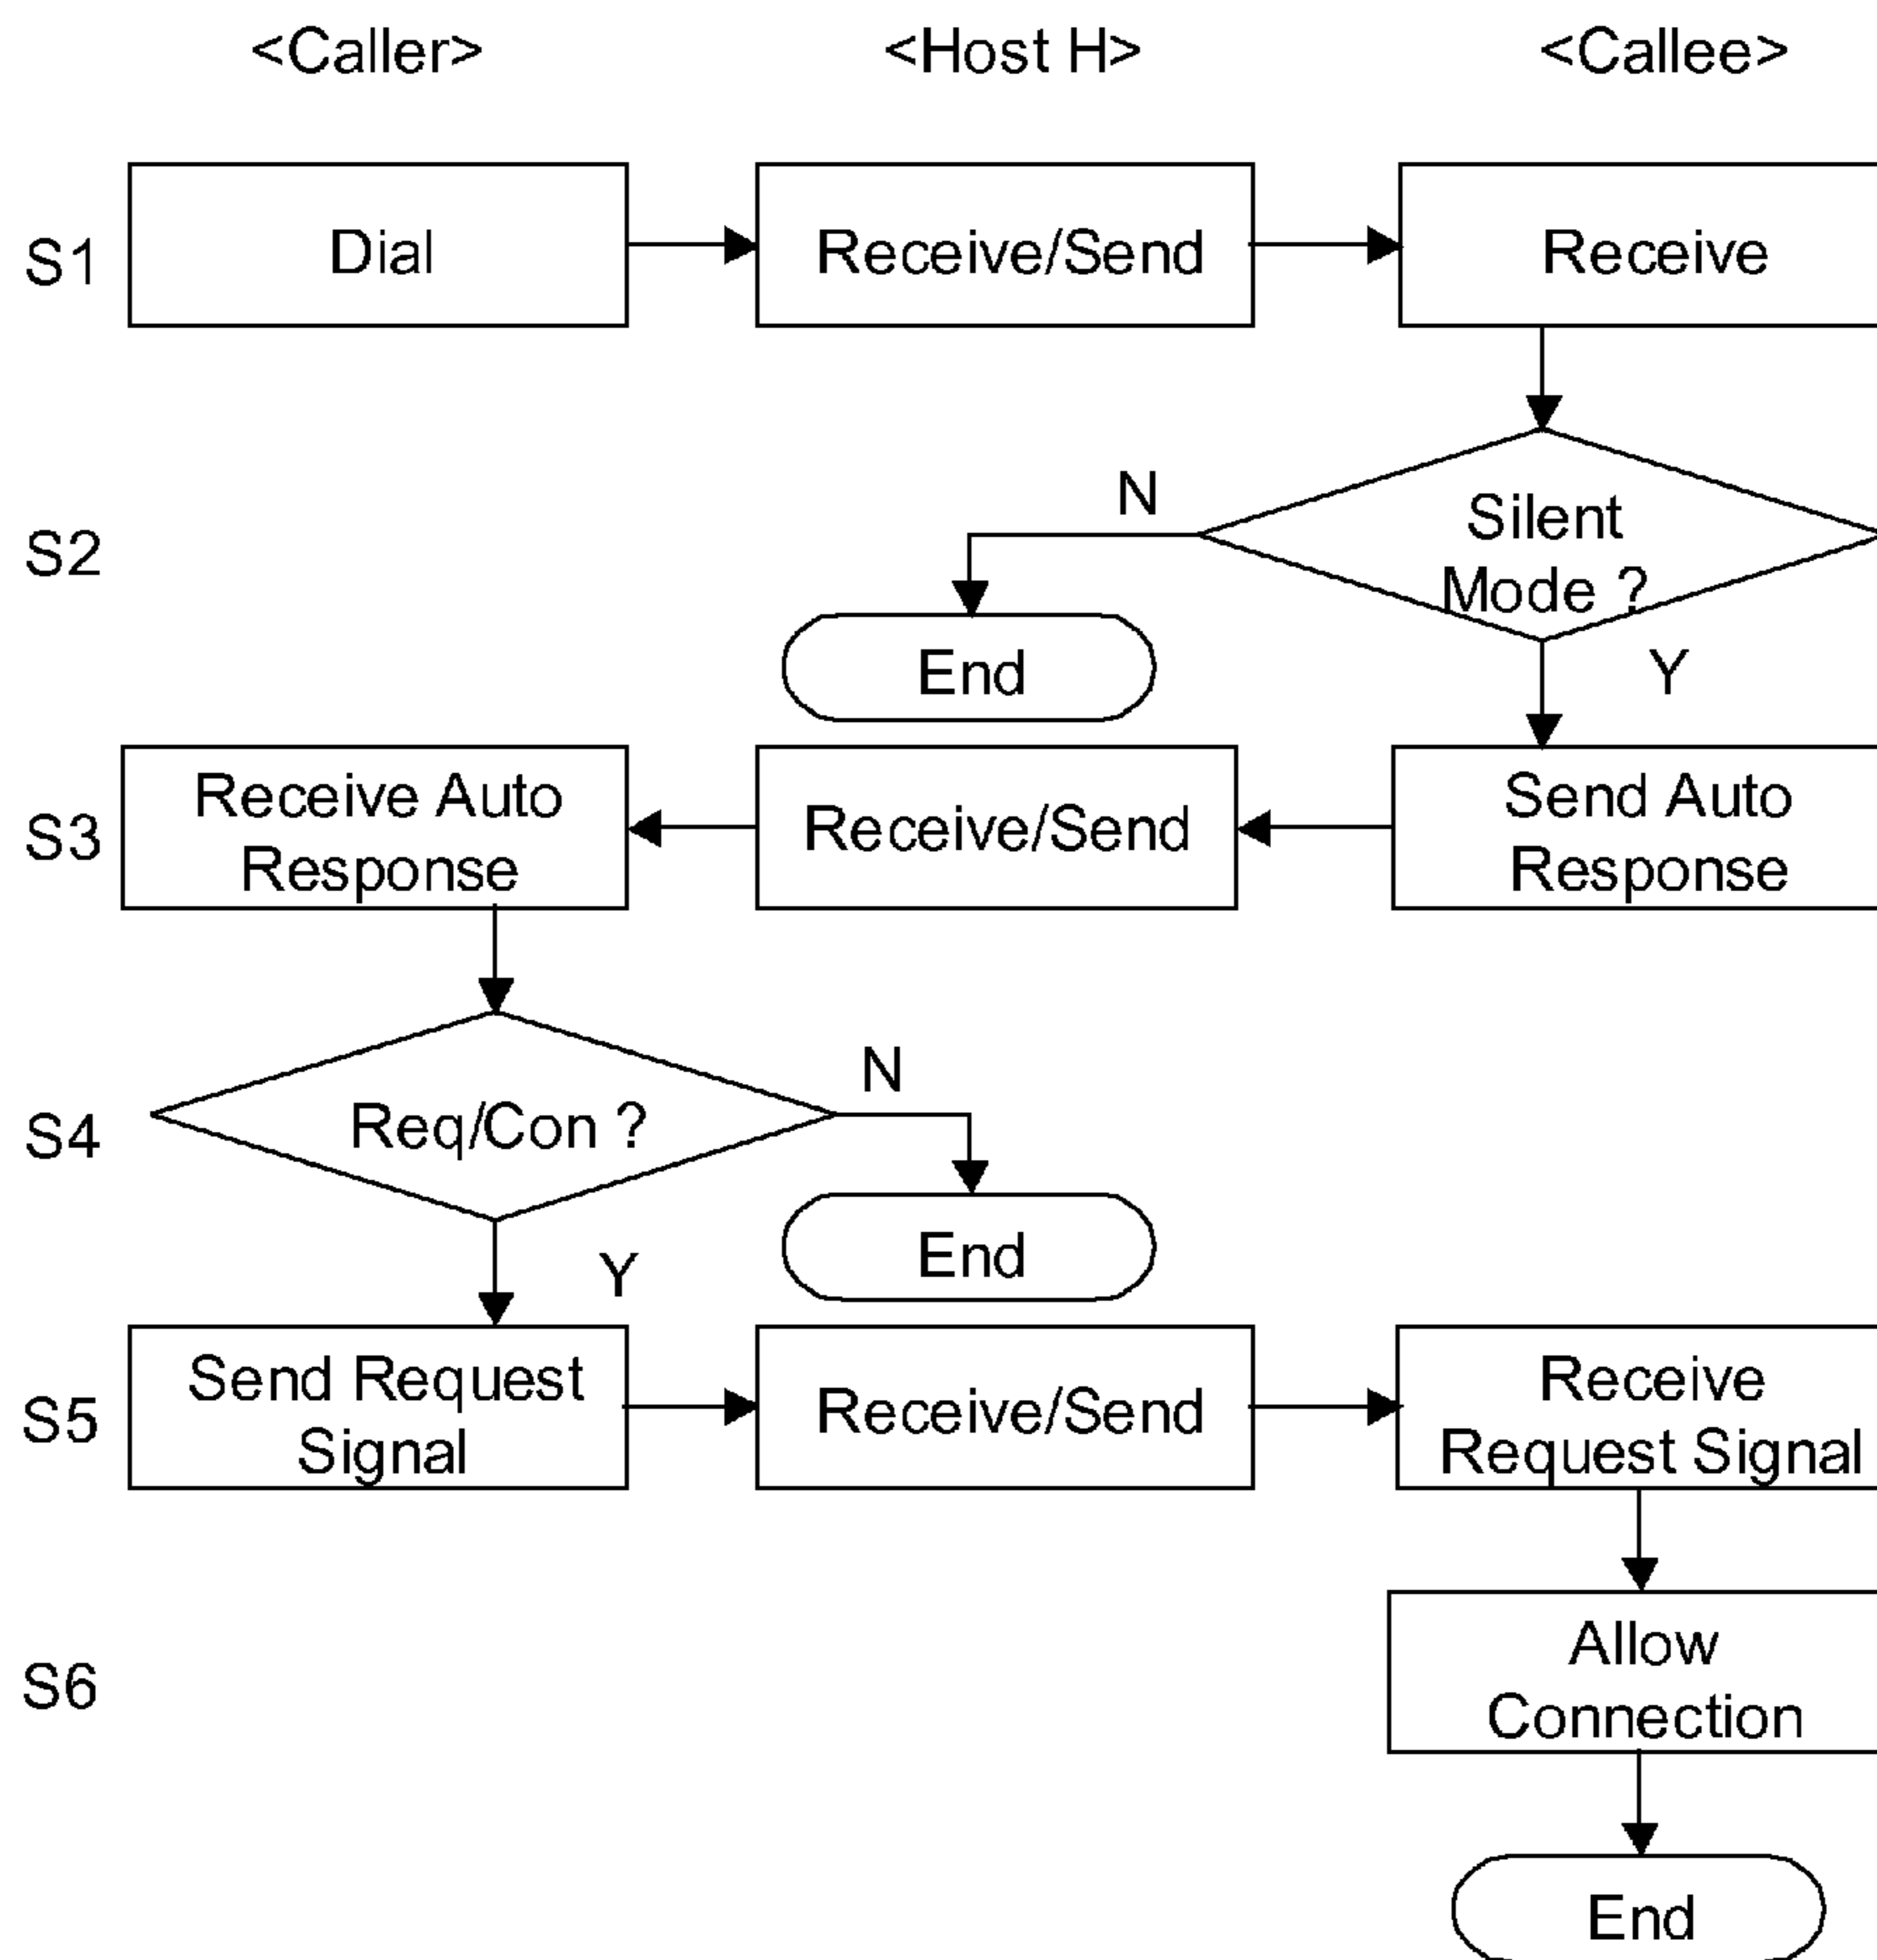 <Caller>
<Host H>
<Callee>
S1
Dial
Receive/Send
Receive
S2
N
Silent
Mode ?
End
Y
S3
Receive Auto
Response
Receive/Send
Send Auto
Response
S4
Req/Con ?
N
End
Y
S5
Send Request
Signal
Receive/Send
Receive
Request Signal
S6
Allow
Connection
End